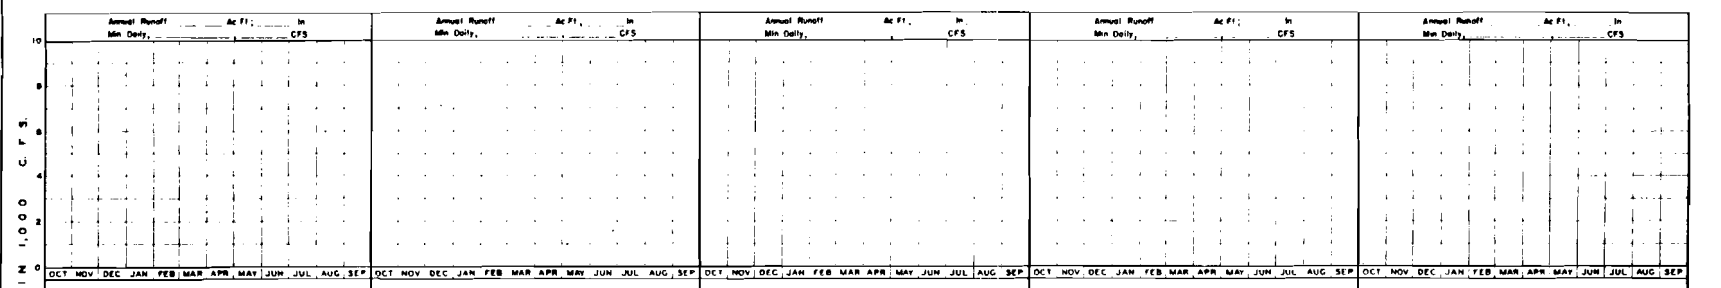 Annual Runoff Ac Ft; In Annual Runoff Ac Ft, In Annual Runoff Ac Ft, In Annual Runoff Ac Ft; In Annual Runoff Ac Ft, In
Min Daily, CFS Min Daily, CFS Min Daily, CFS Min Daily, CFS Min Daily, CFS
10
8
6
4
2
0
IN 1,000 C. F. S.
OCT NOV DEC JAN FEB MAR APR MAY JUN JUL AUG SEP OCT NOV DEC JAN FEB MAR APR MAY JUN JUL AUG SEP OCT NOV DEC JAN FEB MAR APR MAY JUN JUL AUG SEP OCT NOV DEC JAN FEB MAR APR MAY JUN JUL AUG SEP OCT NOV DEC JAN FEB MAR APR MAY JUN JUL AUG SEP